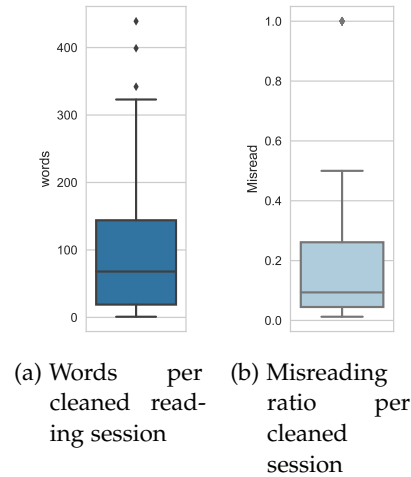 400
300
200
100
0
words
1.0
0.8
0.6
0.4
0.2
0.0
Misread
(a) Words per
cleaned read-
ing session
(b) Misreading
ratio per
cleaned
session